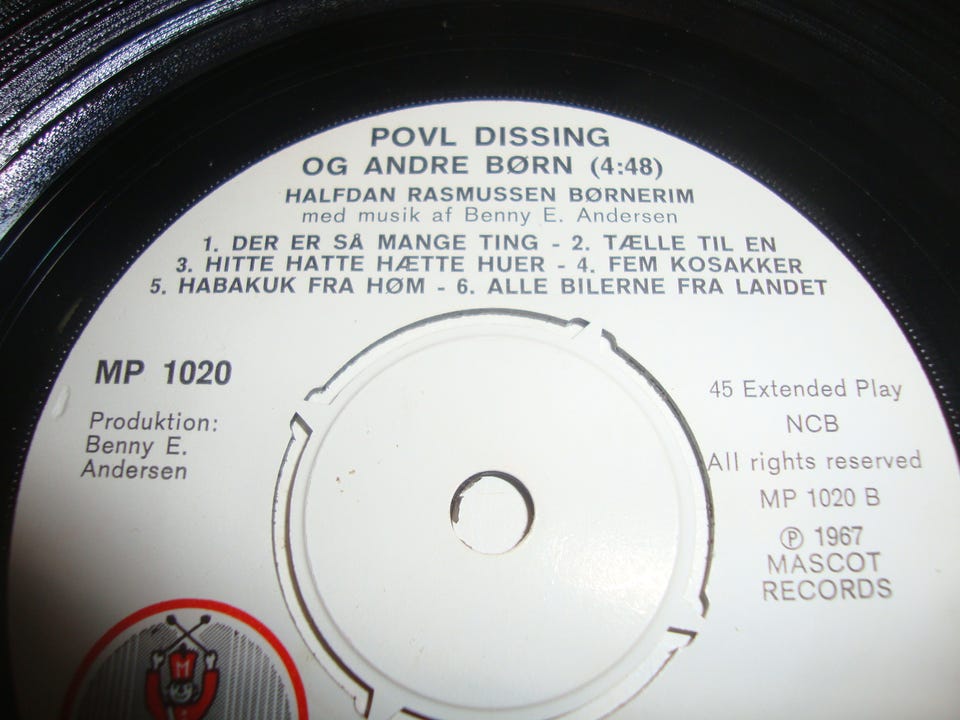 POVL DISSING
OG ANDRE BØRN (4:48)
HALFDAN RASMUSSEN BØRNERIM
med musik af Benny E. Andersen
1. DER ER SÅ MANGE TING - 2. TÆLLE TIL EN
3. HITTE HATTE HÆTTE HUER - 4. FEM KOSAKKER
5. HABAKUK FRA HØM - 6. ALLE BILERNE FRA LANDET
MP 1020
Produktion:
Benny E.
Andersen
45 Extended Play
NCB
All rights reserved
MP 1020 B
Ⓟ 1967
MASCOT
RECORDS
M